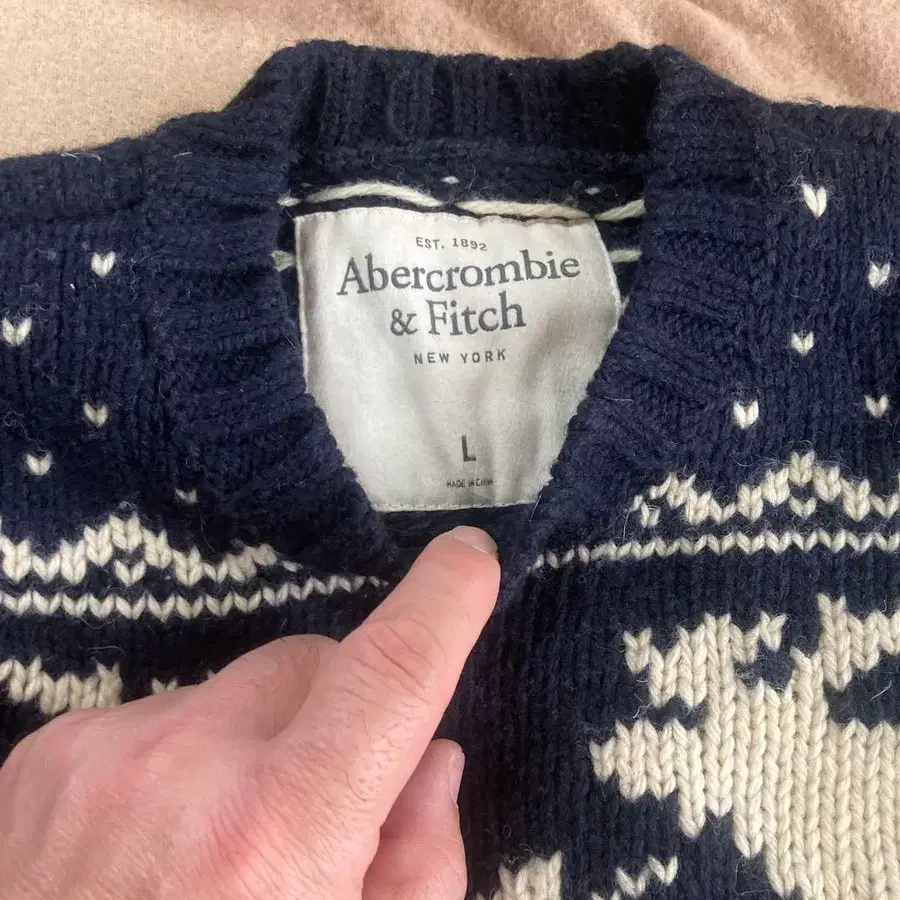 EST. 1892
Abercrombie
& Fitch
NEW YORK
L
MADE IN CHINA